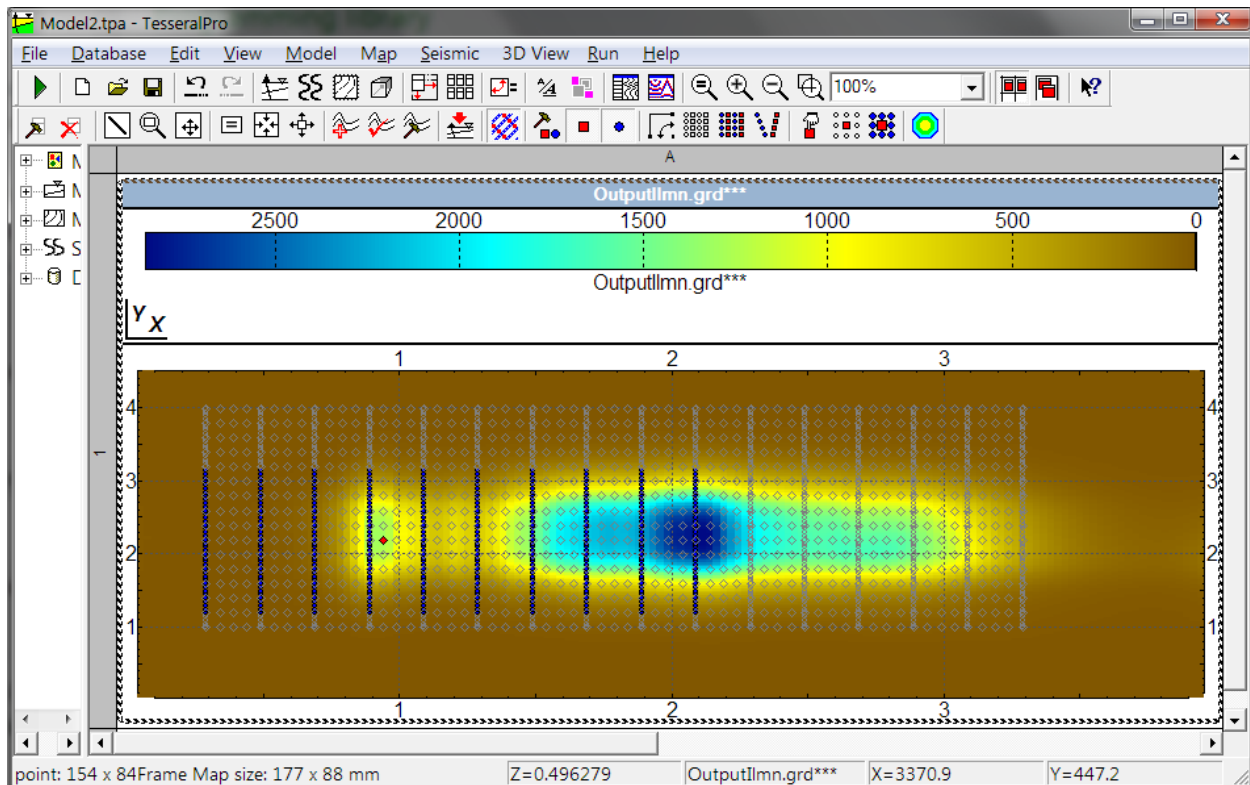 Model2.tpa - TesseralPro
File Database Edit View Model Map Seismic 3D View Run Help
100%
A
OutputIlmn.grd***
2500 2000 1500 1000 500 0
OutputIlmn.grd***
Y X
1 2 3
4 4
3 3
2 2
1 1
1 2 3
1
M
M
M
S
D
point: 154 x 84Frame Map size: 177 x 88 mm Z=0.496279 OutputIlmn.grd*** X=3370.9 Y=447.2